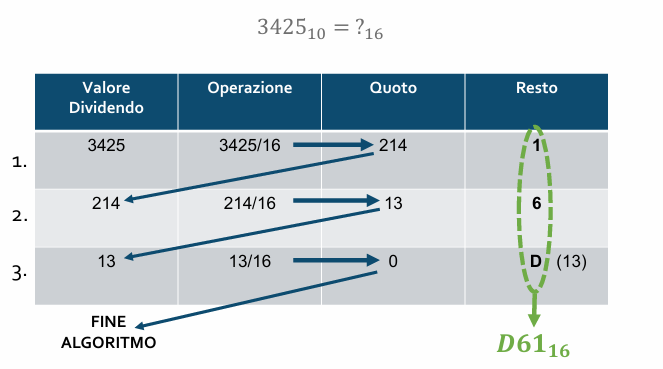 3425₁₀ = ?₁₆
Valore Dividendo Operazione Quoto Resto
1. 3425 3425/16 214 1
2. 214 214/16 13 6
3. 13 13/16 0 D (13)
FINE
ALGORITMO
D61₁₆